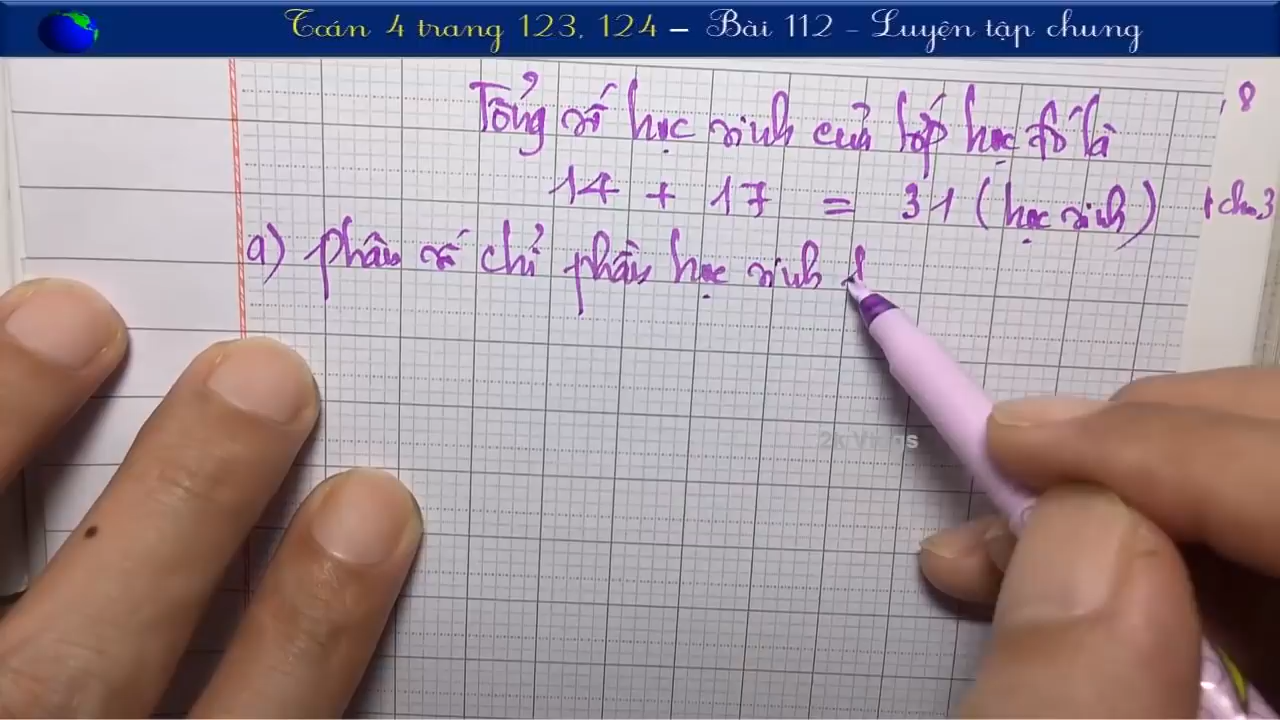 Toán 4 trang 123, 124 – Bài 112 - Luyện tập chung
Tổng số học sinh của lớp học đó là
14 + 17 = 31 (học sinh)
a) phân số chỉ phần học sinh
, 8